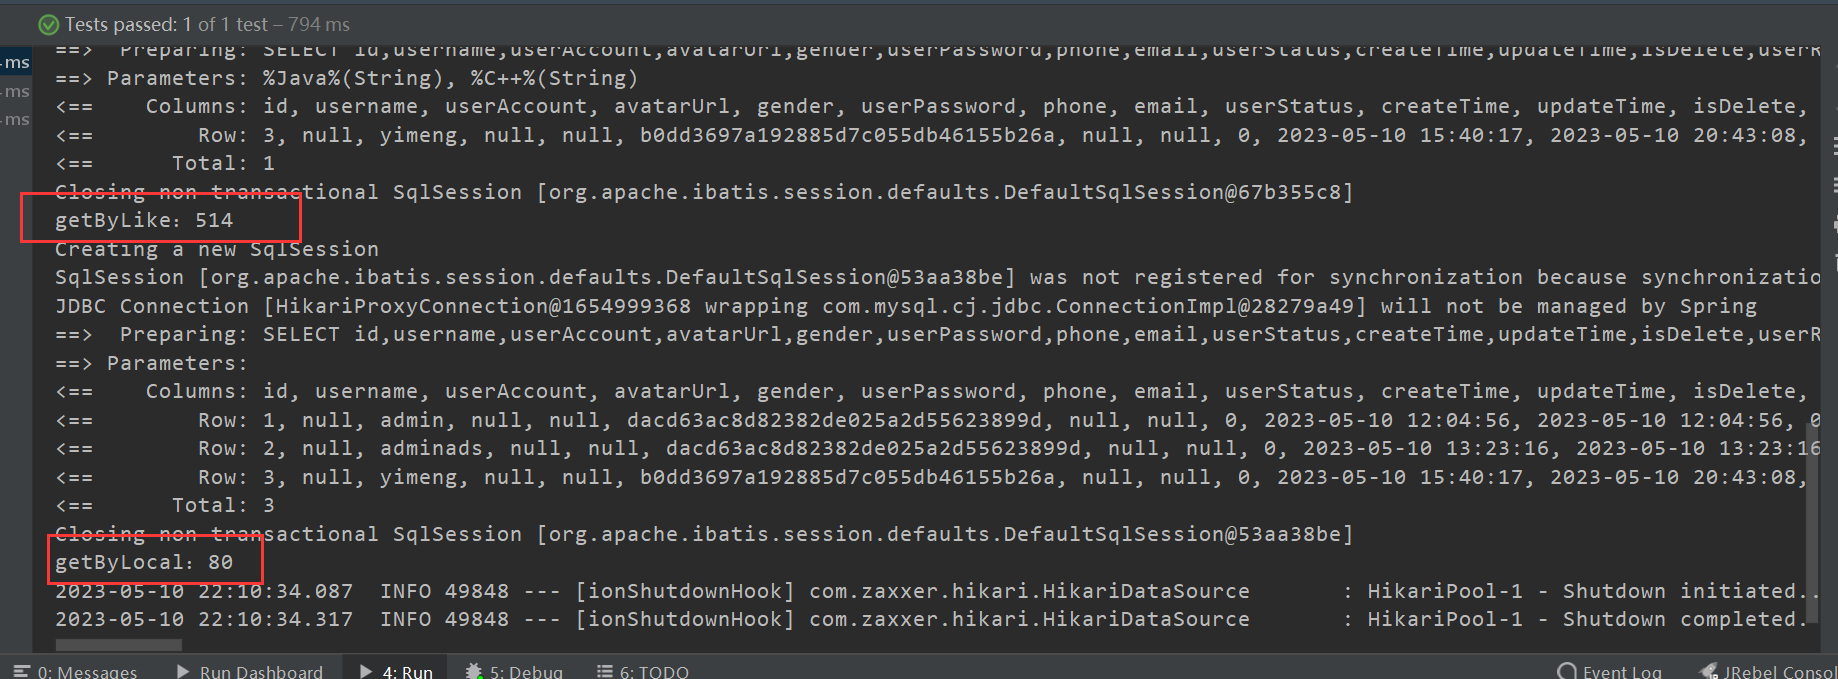 Tests passed: 1 of 1 test – 794 ms
ms
ms
ms
==>  Preparing: SELECT id,username,userAccount,avatarUrl,gender,userPassword,phone,email,userStatus,createTime,updateTime,isDelete,userR
==> Parameters: %Java%(String), %C++%(String)
<==    Columns: id, username, userAccount, avatarUrl, gender, userPassword, phone, email, userStatus, createTime, updateTime, isDelete,
<==        Row: 3, null, yimeng, null, null, b0dd3697a192885d7c055db46155b26a, null, null, 0, 2023-05-10 15:40:17, 2023-05-10 20:43:08,
<==      Total: 1
Closing non transactional SqlSession [org.apache.ibatis.session.defaults.DefaultSqlSession@67b355c8]
getByLike：514
Creating a new SqlSession
SqlSession [org.apache.ibatis.session.defaults.DefaultSqlSession@53aa38be] was not registered for synchronization because synchronizatio
JDBC Connection [HikariProxyConnection@1654999368 wrapping com.mysql.cj.jdbc.ConnectionImpl@28279a49] will not be managed by Spring
==>  Preparing: SELECT id,username,userAccount,avatarUrl,gender,userPassword,phone,email,userStatus,createTime,updateTime,isDelete,userR
==> Parameters:
<==    Columns: id, username, userAccount, avatarUrl, gender, userPassword, phone, email, userStatus, createTime, updateTime, isDelete,
<==        Row: 1, null, admin, null, null, dacd63ac8d82382de025a2d55623899d, null, null, 0, 2023-05-10 12:04:56, 2023-05-10 12:04:56, 0
<==        Row: 2, null, adminads, null, null, dacd63ac8d82382de025a2d55623899d, null, null, 0, 2023-05-10 13:23:16, 2023-05-10 13:23:16
<==        Row: 3, null, yimeng, null, null, b0dd3697a192885d7c055db46155b26a, null, null, 0, 2023-05-10 15:40:17, 2023-05-10 20:43:08,
<==      Total: 3
Closing non transactional SqlSession [org.apache.ibatis.session.defaults.DefaultSqlSession@53aa38be]
getByLocal：80
2023-05-10 22:10:34.087  INFO 49848 --- [ionShutdownHook] com.zaxxer.hikari.HikariDataSource       : HikariPool-1 - Shutdown initiated..
2023-05-10 22:10:34.317  INFO 49848 --- [ionShutdownHook] com.zaxxer.hikari.HikariDataSource       : HikariPool-1 - Shutdown completed.
0: Messages  Run Dashboard  4: Run  5: Debug  6: TODO  Event Log  JRebel Consol